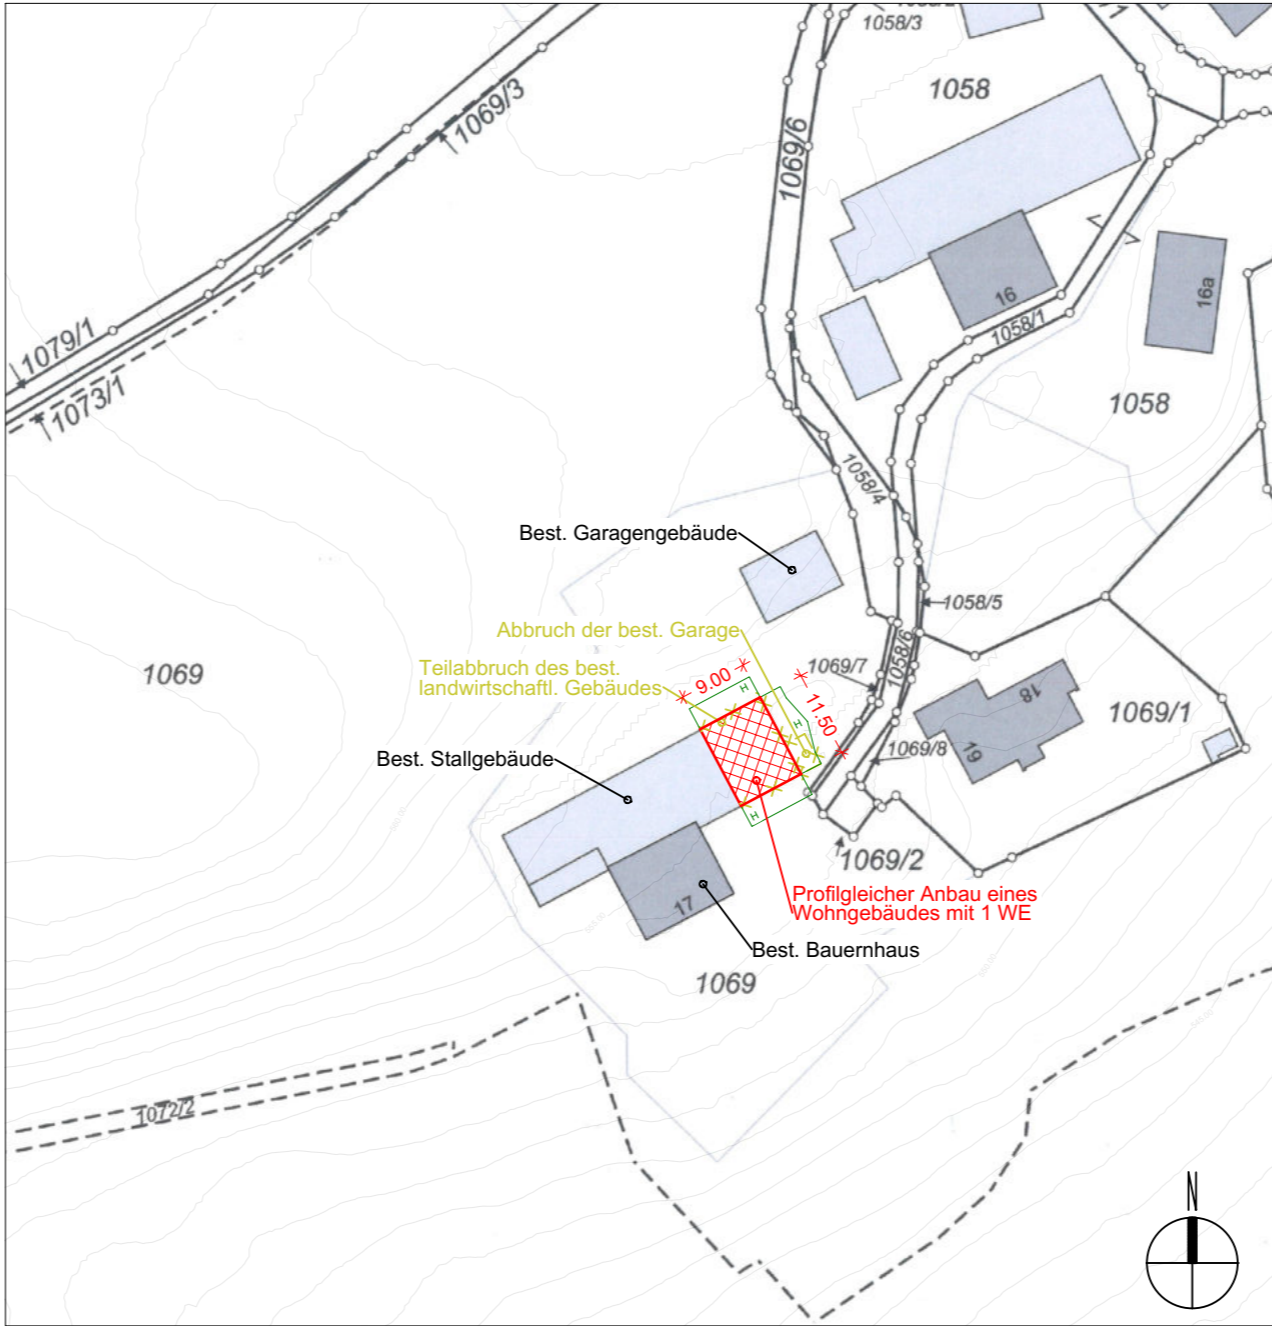 1058/3
1058
1069/3
1069/6
16
16a
1058/1
1079/1
1073/1
1058
1058/4
Best. Garagengebäude
1058/5
Abbruch der best. Garage
1058/6
1069/7
1069
Teilabbruch des best.
landwirtschaftl. Gebäudes
9.00
11.50
18
19
1069/1
1069/8
Best. Stallgebäude
H
H
H
1069/2
Profilgleicher Anbau eines
Wohngebäudes mit 1 WE
17
Best. Bauernhaus
1069
1072/2
N